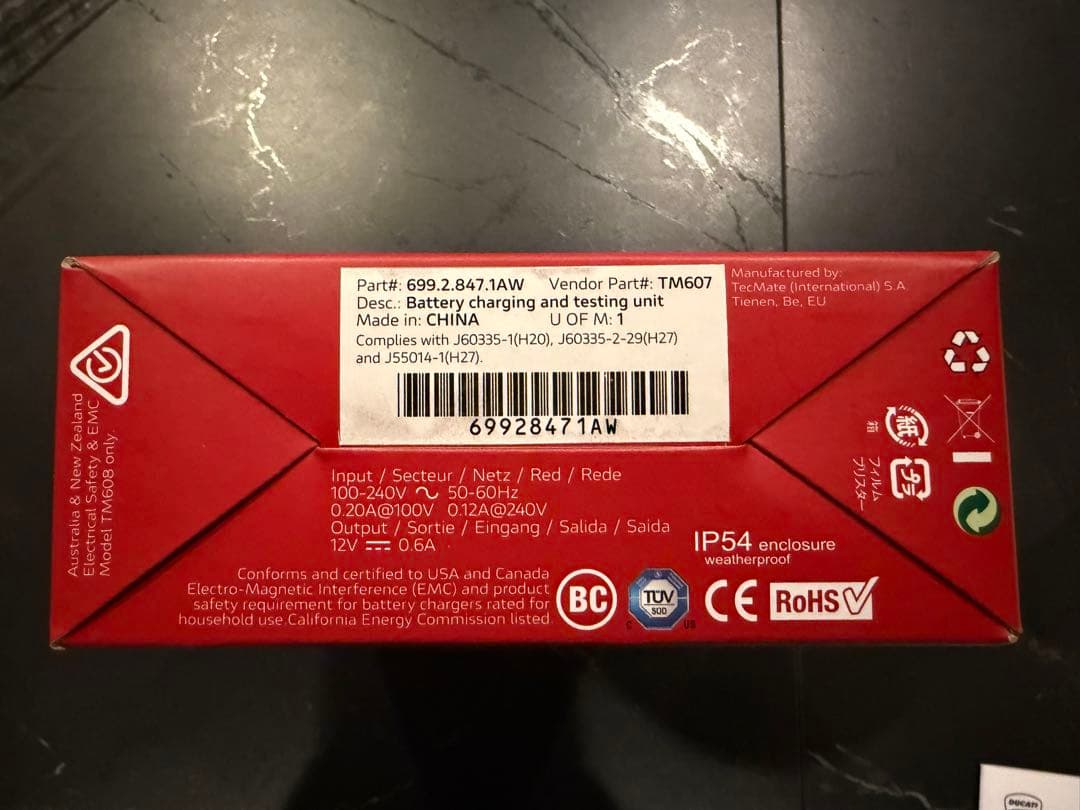 Part#: 699.2.847.1AW Vendor Part#: TM607
Desc.: Battery charging and testing unit
Made in: CHINA U OF M: 1
Complies with J60335-1(H20), J60335-2-29(H27)
and J55014-1(H27).
69928471AW
Manufactured by:
TecMate (International) S.A.
Tienen, Be, EU
Australia & New Zealand
Electrical Safety & EMC
Model TM608 only.
Input / Secteur / Netz / Red / Rede
100-240V ~ 50-60Hz
0.20A@100V 0.12A@240V
Output / Sortie / Eingang / Salida / Saida
12V ⎓ 0.6A
IP54 enclosure
weatherproof
Conforms and certified to USA and Canada
Electro-Magnetic Interference (EMC) and product
safety requirement for battery chargers rated for
household use.California Energy Commission listed.
BC
TÜV
SÜD
C US
CE
RoHS
紙
箱
プラ
フィルム
ブリスター
DUCATI